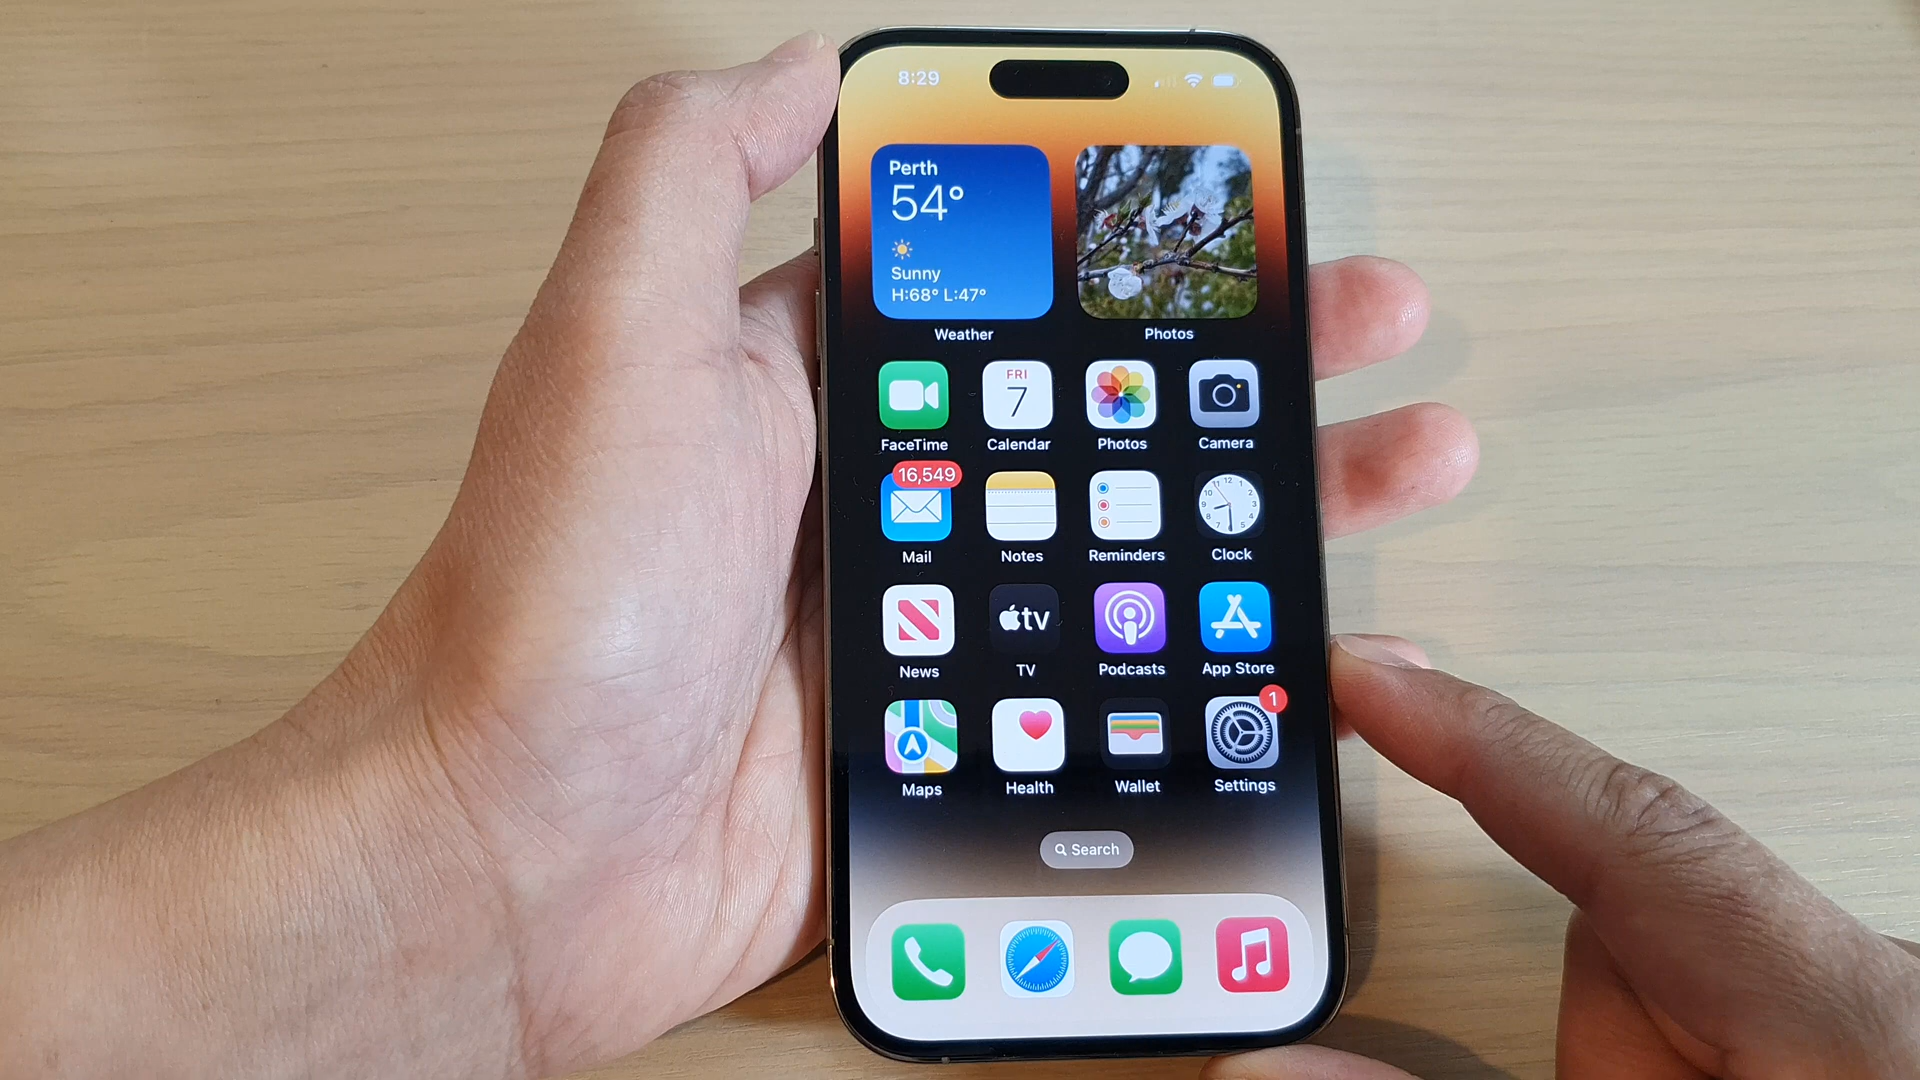 8:29
Perth
54°
Sunny
H:68° L:47°
Weather
Photos
FRI
7
FaceTime
Calendar
Photos
Camera
16,549
Mail
Notes
Reminders
Clock
tv
News
TV
Podcasts
App Store
1
Maps
Health
Wallet
Settings
Search